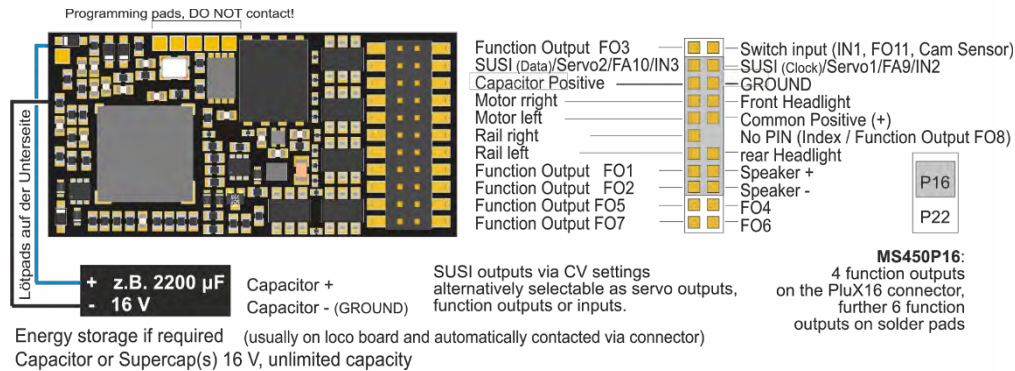 Programming pads, DO NOT contact!
Lötpads auf der Unterseite
Function Output FO3
SUSI (Data)/Servo2/FA10/IN3
Capacitor Positive
Motor rright
Motor left
Rail right
Rail left
Function Output FO1
Function Output FO2
Function Output FO5
Function Output FO7
Switch input (IN1, FO11, Cam Sensor)
SUSI (Clock)/Servo1/FA9/IN2
GROUND
Front Headlight
Common Positive (+)
No PIN (Index / Function Output FO8)
rear Headlight
Speaker +
Speaker -
FO4
FO6
P16
P22
+ z.B. 2200 µF
- 16 V
Capacitor +
Capacitor - (GROUND)
SUSI outputs via CV settings
alternatively selectable as servo outputs,
function outputs or inputs.
MS450P16:
4 function outputs
on the PluX16 connector,
further 6 function
outputs on solder pads
Energy storage if required (usually on loco board and automatically contacted via connector)
Capacitor or Supercap(s) 16 V, unlimited capacity